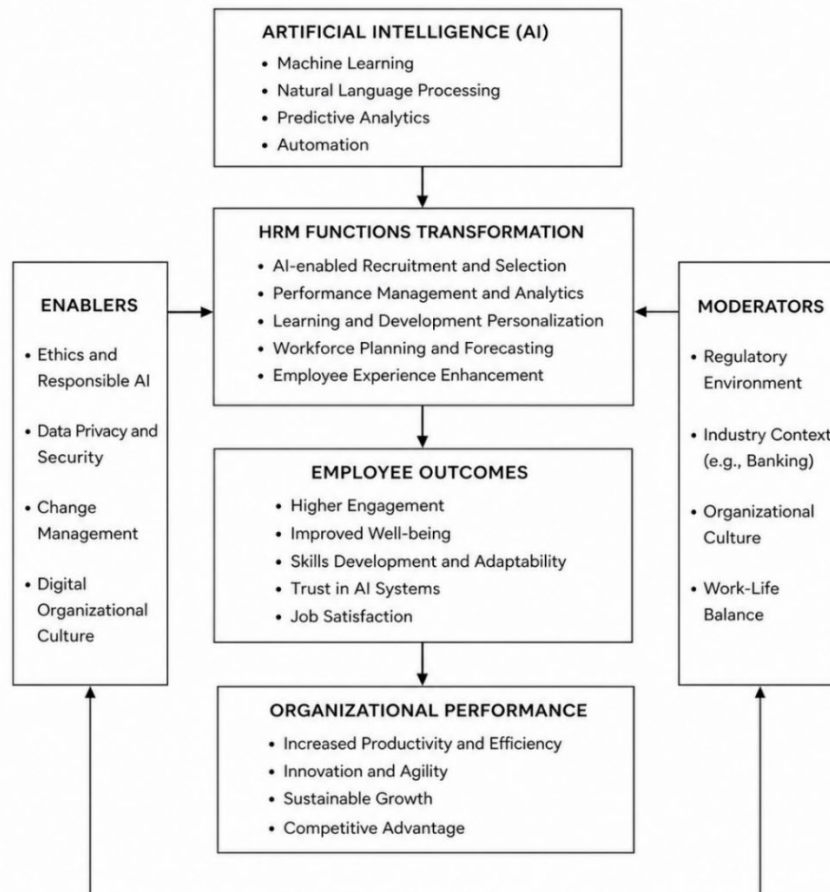 ARTIFICIAL INTELLIGENCE (AI)
• Machine Learning
• Natural Language Processing
• Predictive Analytics
• Automation
HRM FUNCTIONS TRANSFORMATION
• AI-enabled Recruitment and Selection
• Performance Management and Analytics
• Learning and Development Personalization
• Workforce Planning and Forecasting
• Employee Experience Enhancement
ENABLERS
• Ethics and
Responsible AI
• Data Privacy and
Security
• Change
Management
• Digital
Organizational
Culture
MODERATORS
• Regulatory
Environment
• Industry Context
(e.g., Banking)
• Organizational
Culture
• Work-Life
Balance
EMPLOYEE OUTCOMES
• Higher Engagement
• Improved Well-being
• Skills Development and Adaptability
• Trust in AI Systems
• Job Satisfaction
ORGANIZATIONAL PERFORMANCE
• Increased Productivity and Efficiency
• Innovation and Agility
• Sustainable Growth
• Competitive Advantage